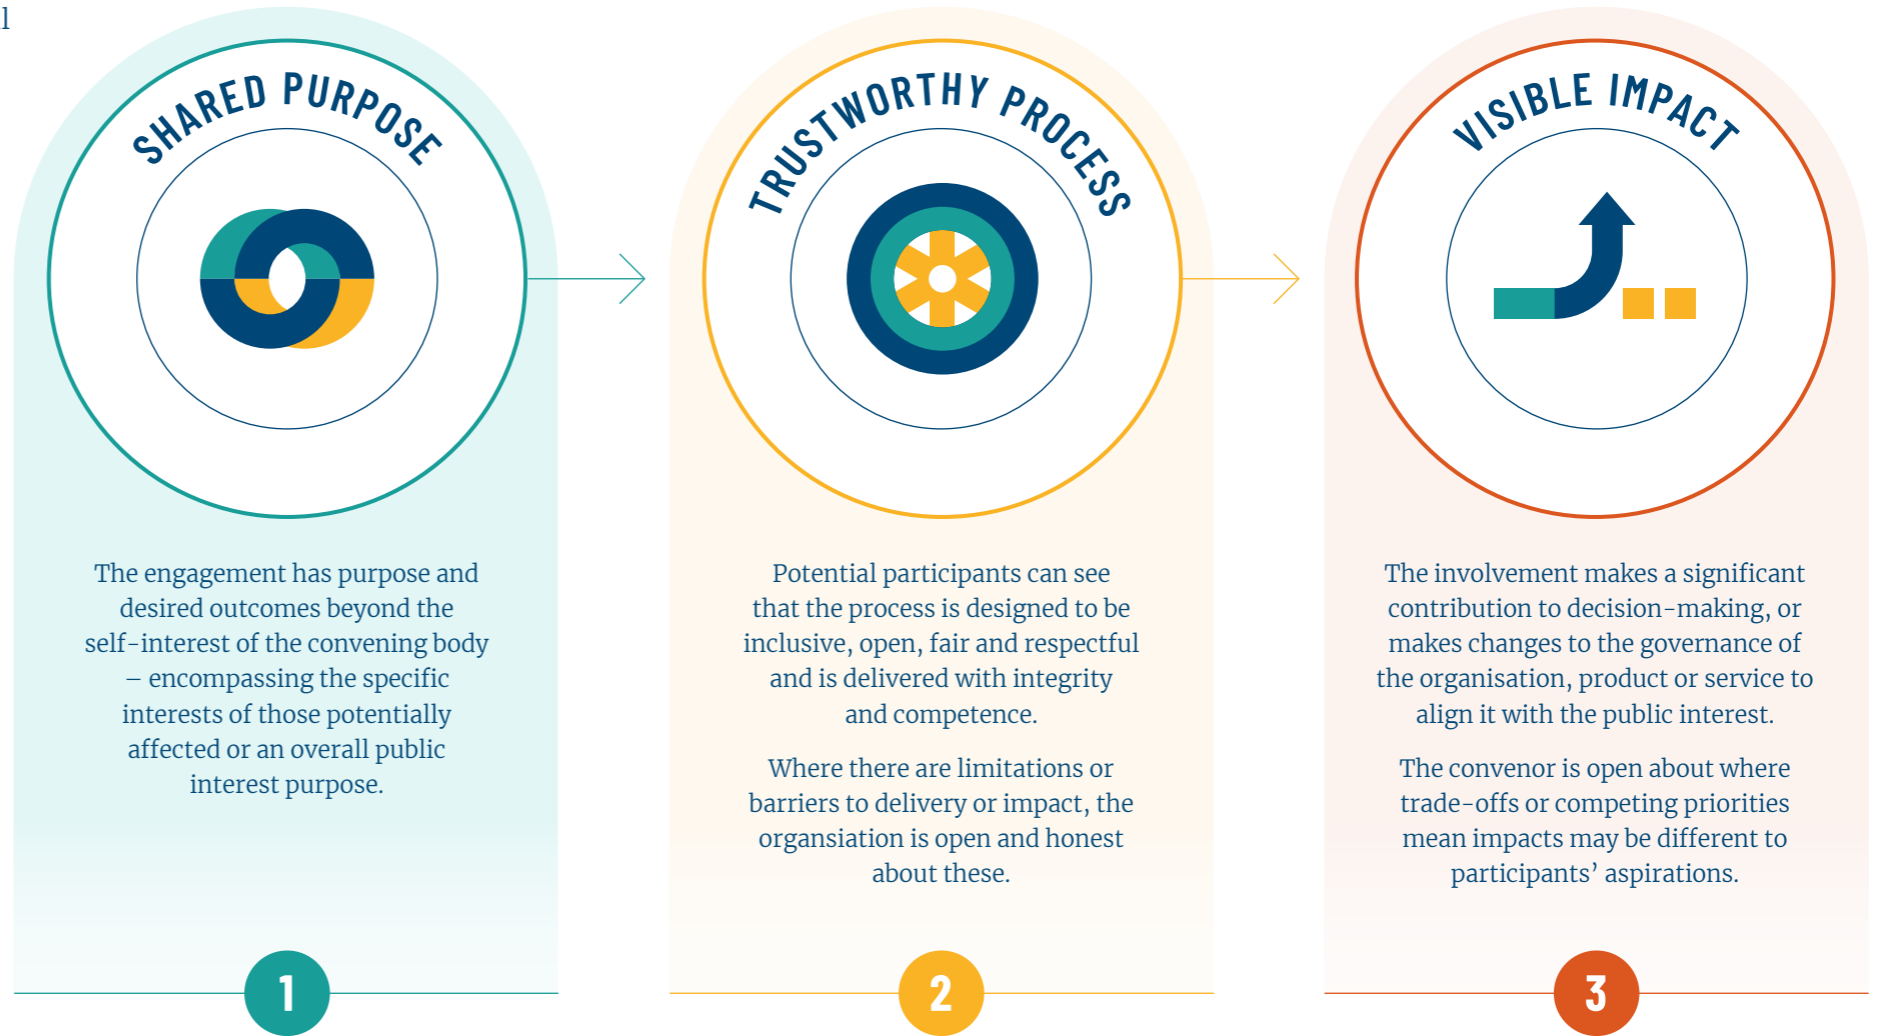 SHARED PURPOSE
The engagement has purpose and
desired outcomes beyond the
self-interest of the convening body
– encompassing the specific
interests of those potentially
affected or an overall public
interest purpose.
1
TRUSTWORTHY PROCESS
Potential participants can see
that the process is designed to be
inclusive, open, fair and respectful
and is delivered with integrity
and competence.
Where there are limitations or
barriers to delivery or impact, the
organsiation is open and honest
about these.
2
VISIBLE IMPACT
The involvement makes a significant
contribution to decision-making, or
makes changes to the governance of
the organisation, product or service to
align it with the public interest.
The convenor is open about where
trade-offs or competing priorities
mean impacts may be different to
participants’ aspirations.
3